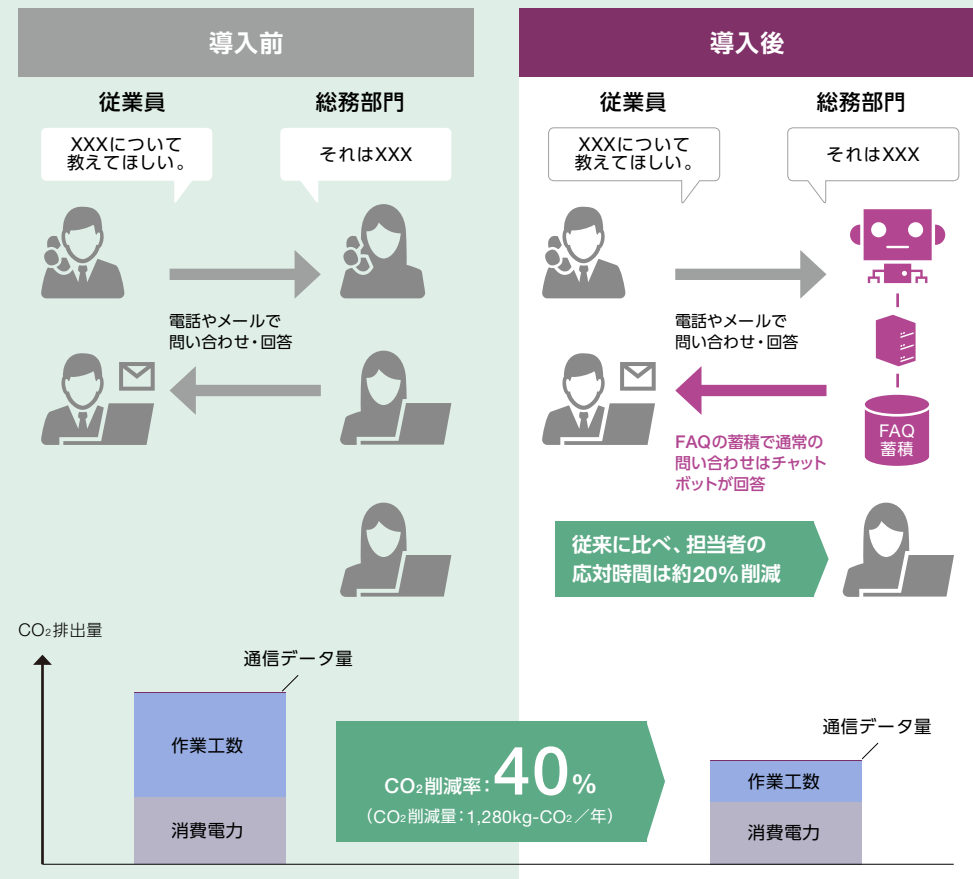 導入前
従業員
総務部門
XXXについて
教えてほしい。
それはXXX
電話やメールで
問い合わせ・回答
導入後
従業員
総務部門
XXXについて
教えてほしい。
それはXXX
電話やメールで
問い合わせ・回答
FAQの蓄積で通常の
問い合わせはチャット
ボットが回答
FAQ
蓄積
従来に比べ、担当者の
応対時間は約20%削減
CO₂排出量
通信データ量
作業工数
消費電力
CO₂削減率:40%
(CO₂削減量:1,280kg-CO₂/年)
通信データ量
作業工数
消費電力